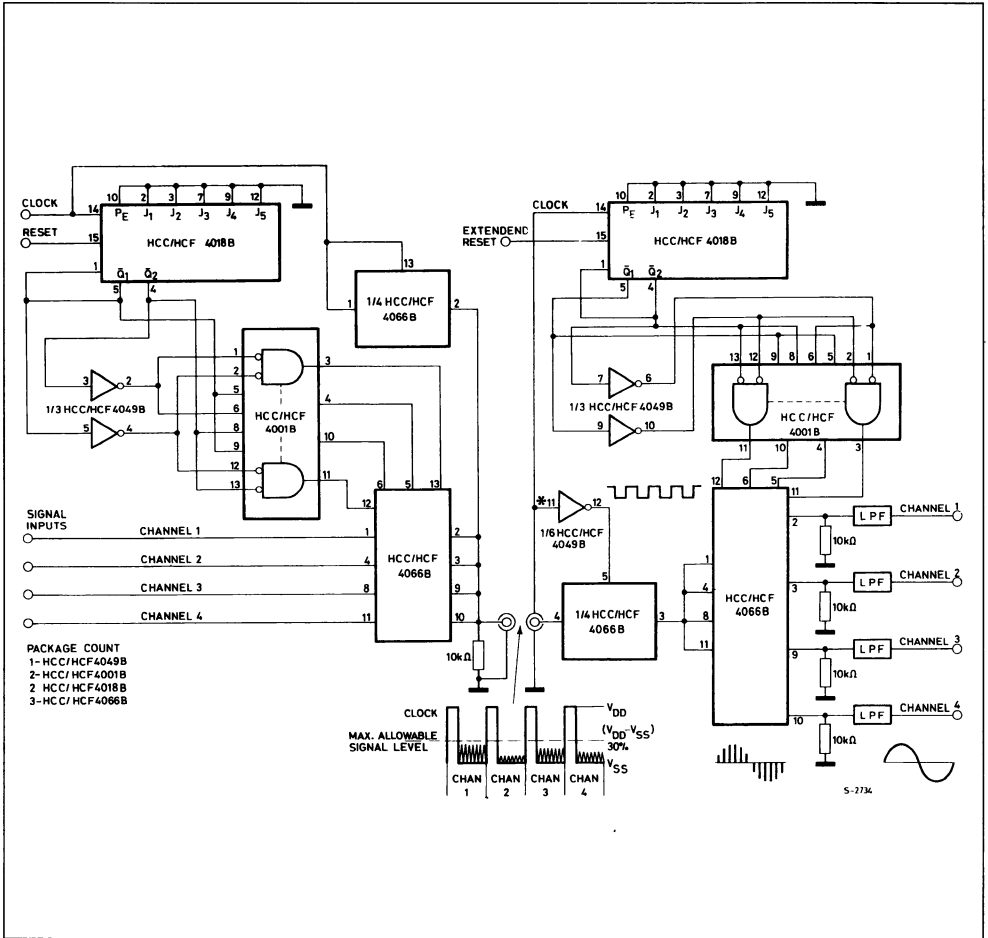 CLOCK
RESET
14
15
1
10 2 3 7 9 12
PE J1 J2 J3 J4 J5
HCC/HCF 4018B
Q̄1 Q̄2
5 4
13
1
1/4 HCC/HCF
4066B
2
3 2
1/3 HCC/HCF4049B
5 4
1
2
5
6
8
9
12
13
HCC/HCF
4001B
3
4
10
11
6 5 13
12
SIGNAL
INPUTS
CHANNEL 1
CHANNEL 2
CHANNEL 3
CHANNEL 4
1
4
8
11
HCC/HCF
4066B
2
3
9
10
10kΩ
PACKAGE COUNT
1-HCC/HCF4049B
2-HCC/HCF4001B
2 HCC/HCF4018B
3-HCC/HCF4066B
CLOCK
MAX. ALLOWABLE
SIGNAL LEVEL
VDD
(VDD-VSS)
30%
VSS
CHAN
1
CHAN
2
CHAN
3
CHAN
4
CLOCK
EXTENDEND
RESET
14
15
1
10 2 3 7 9 12
PE J1 J2 J3 J4 J5
HCC/HCF 4018B
Q̄1 Q̄2
5 4
7 6
1/3 HCC/HCF4049B
9 10
13 12 9 8 6 5 2 1
HCC/HCF
4001B
11 10 4 3
12 6 5
11
*11 12
1/6 HCC/HCF
4049B
5
4
1/4 HCC/HCF
4066B
3
1
4
8
11
HCC/HCF
4066B
2
3
9
10
LPF CHANNEL 1
10kΩ
LPF CHANNEL 2
10kΩ
LPF CHANNEL 3
10kΩ
LPF CHANNEL 4
10kΩ
S-2734